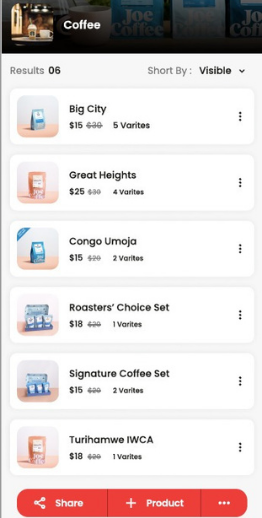 Coffee
Joe
Coffee
Results 06 Short By : Visible
Big City
$15 $30 5 Varites
Great Heights
$25 $30 4 Varites
Congo Umoja
$15 $20 2 Varites
Roasters' Choice Set
$18 $20 1 Varites
Signature Coffee Set
$15 $20 2 Varites
Turihamwe IWCA
$18 $20 1 Varites
Share + Product